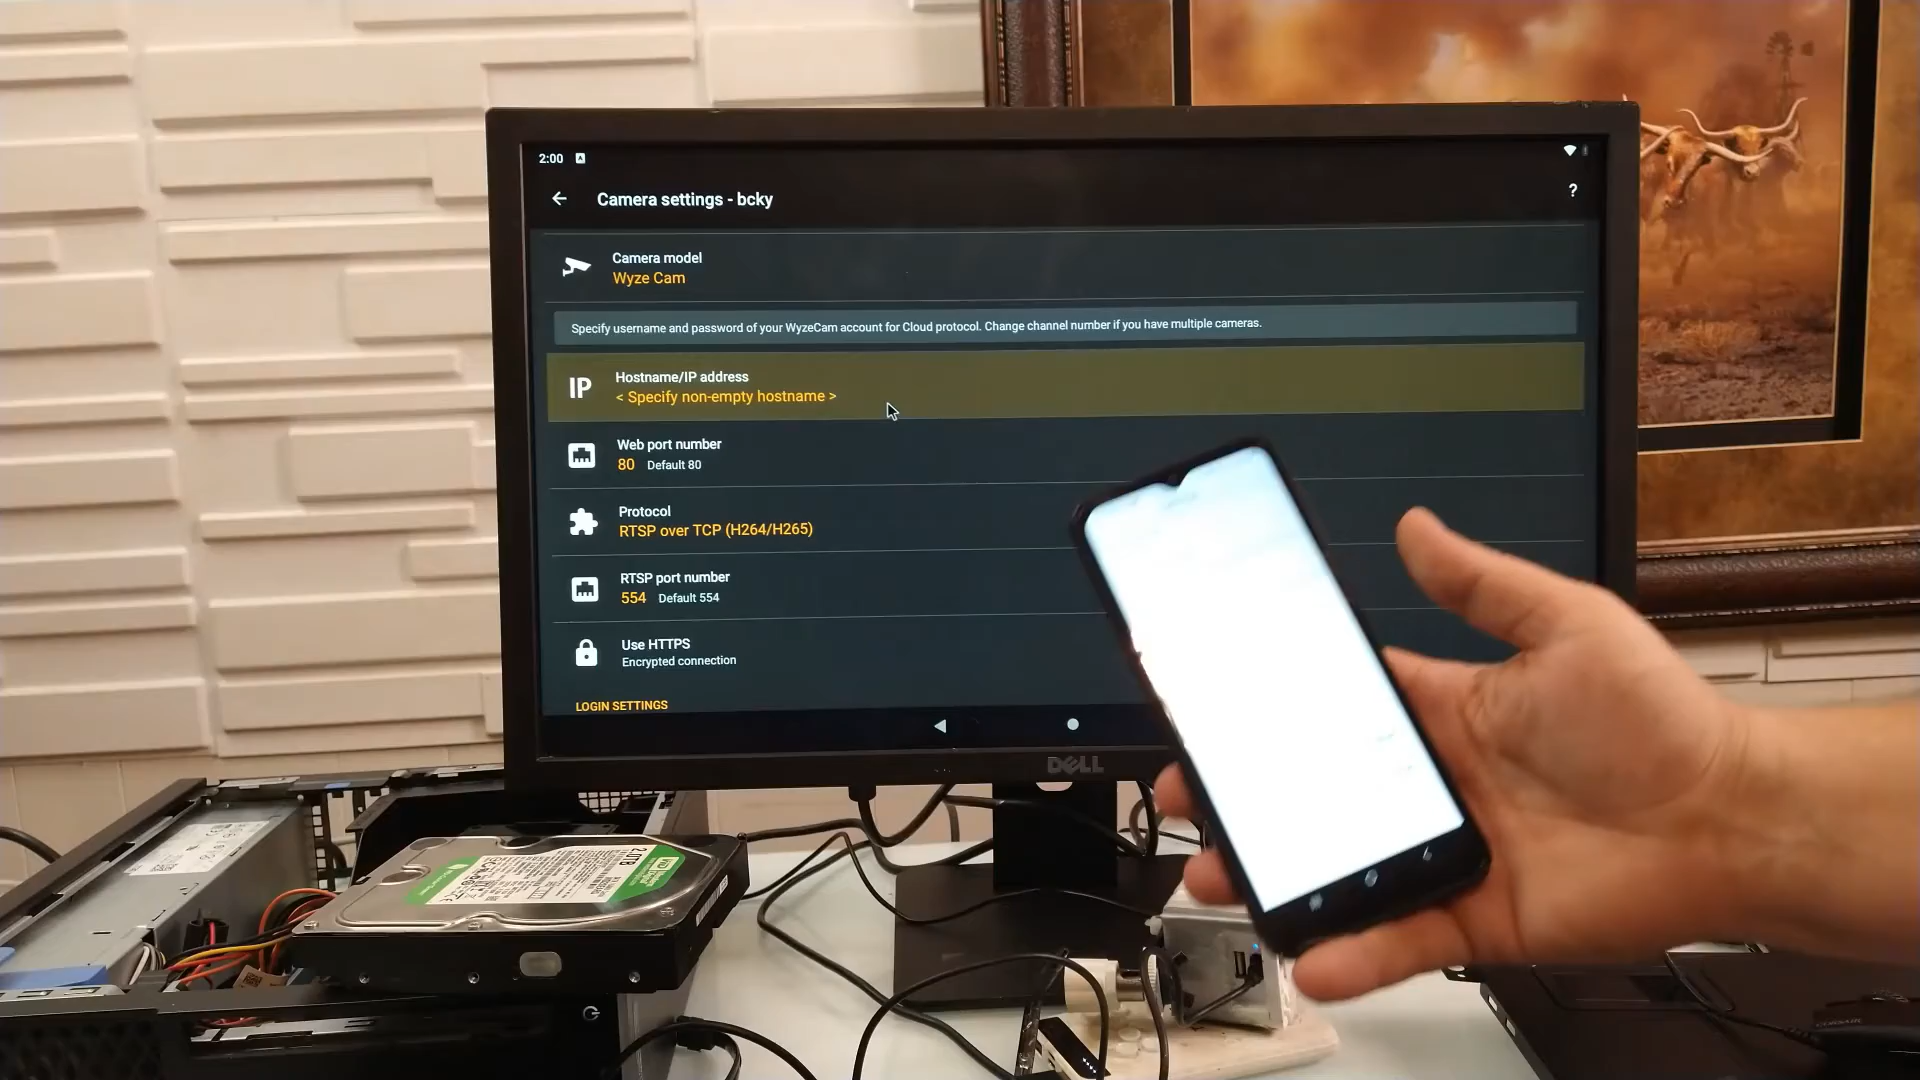 2:00
Camera settings - bcky
?
Camera model
Wyze Cam
Specify username and password of your WyzeCam account for Cloud protocol. Change channel number if you have multiple cameras.
IP
Hostname/IP address
< Specify non-empty hostname >
Web port number
80 Default 80
Protocol
RTSP over TCP (H264/H265)
RTSP port number
554 Default 554
Use HTTPS
Encrypted connection
LOGIN SETTINGS
DELL
2.0TB